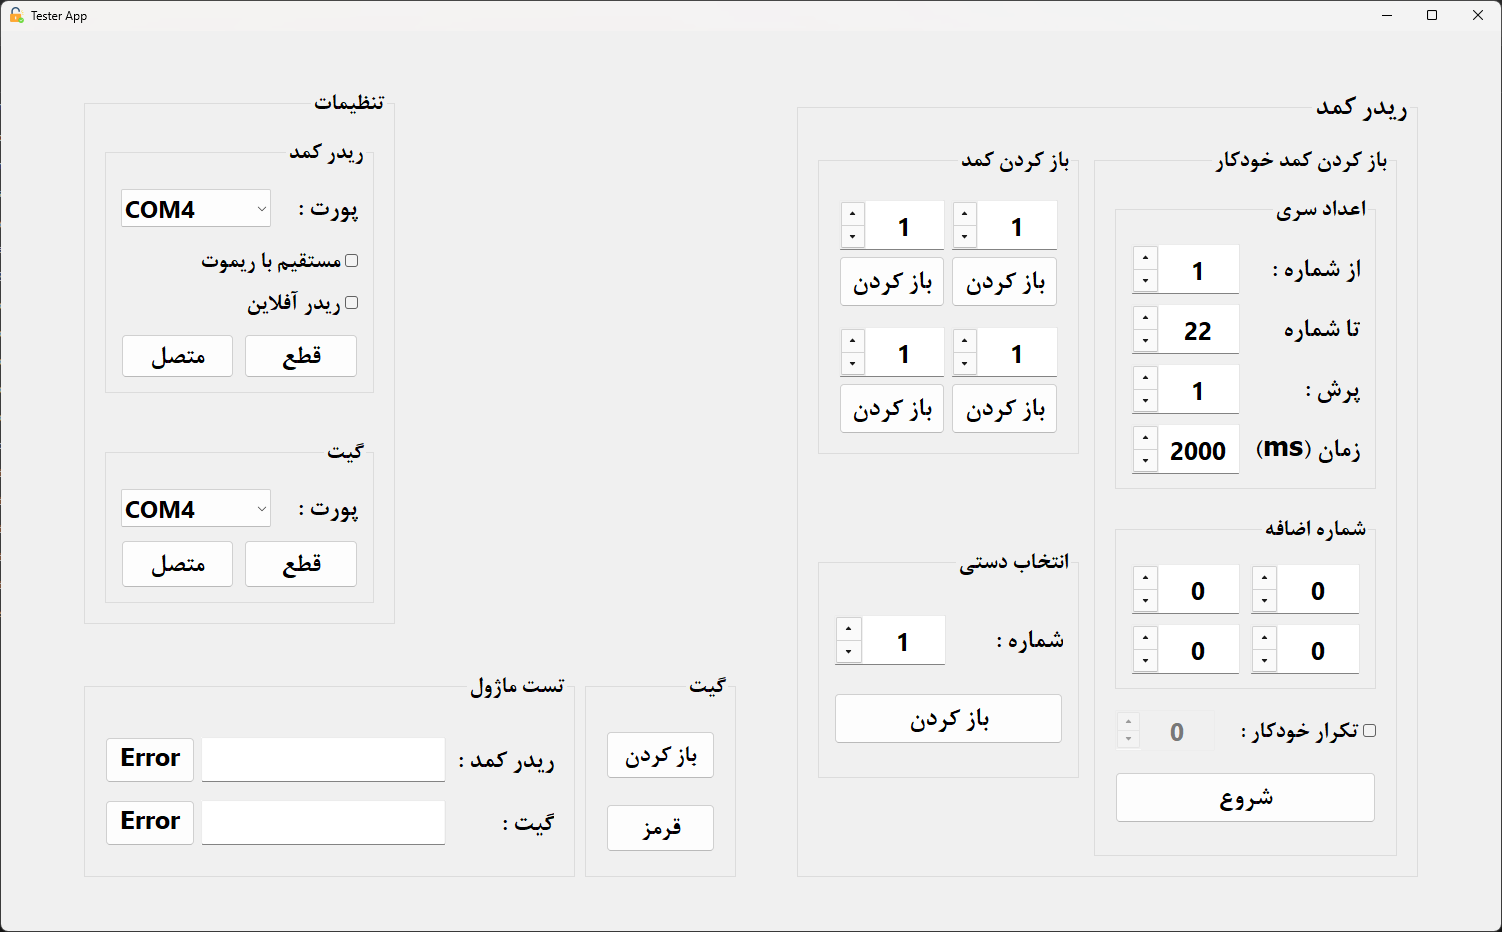 Tester App
ریدر کمد
باز کردن کمد خودکار
اعداد سری
از شماره :
1
تا شماره
22
پرش :
1
زمان (ms)
2000
شماره اضافه
0
0
0
0
تکرار خودکار :
0
شروع
باز کردن کمد
1
1
باز کردن
باز کردن
1
1
باز کردن
باز کردن
انتخاب دستی
شماره :
1
باز کردن
تنظیمات
ریدر کمد
پورت :
COM4
مستقیم با ریموت
ریدر آفلاین
قطع
متصل
گیت
پورت :
COM4
قطع
متصل
گیت
باز کردن
قرمز
تست ماژول
ریدر کمد :
Error
گیت :
Error